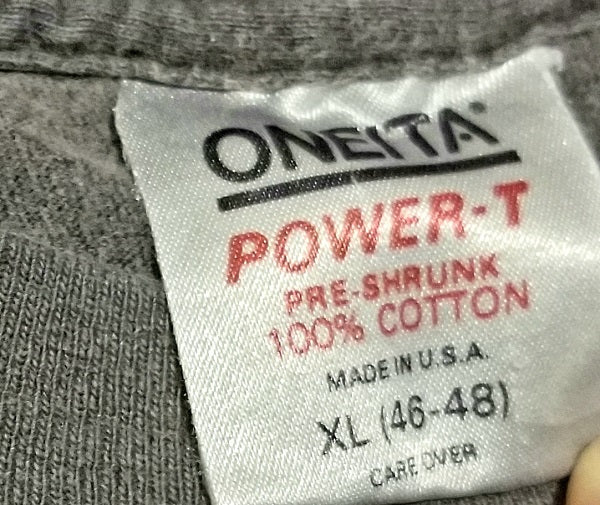 ONEITA®
POWER-T
PRE-SHRUNK
100% COTTON
MADE IN U.S.A.
XL (46-48)
CARE OVER